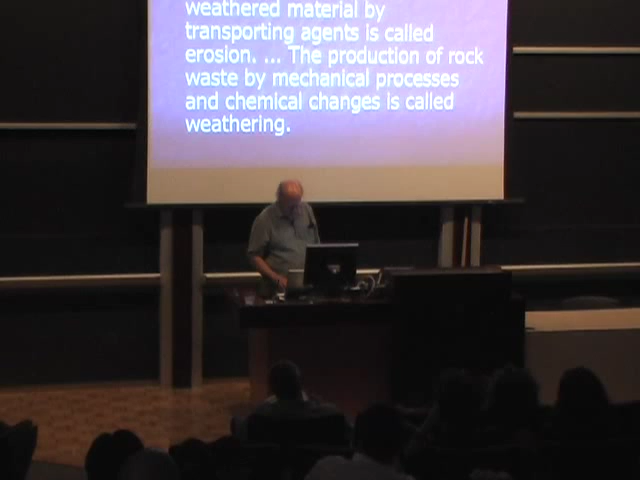 weathered material by
transporting agents is called
erosion. ... The production of rock
waste by mechanical processes
and chemical changes is called
weathering.